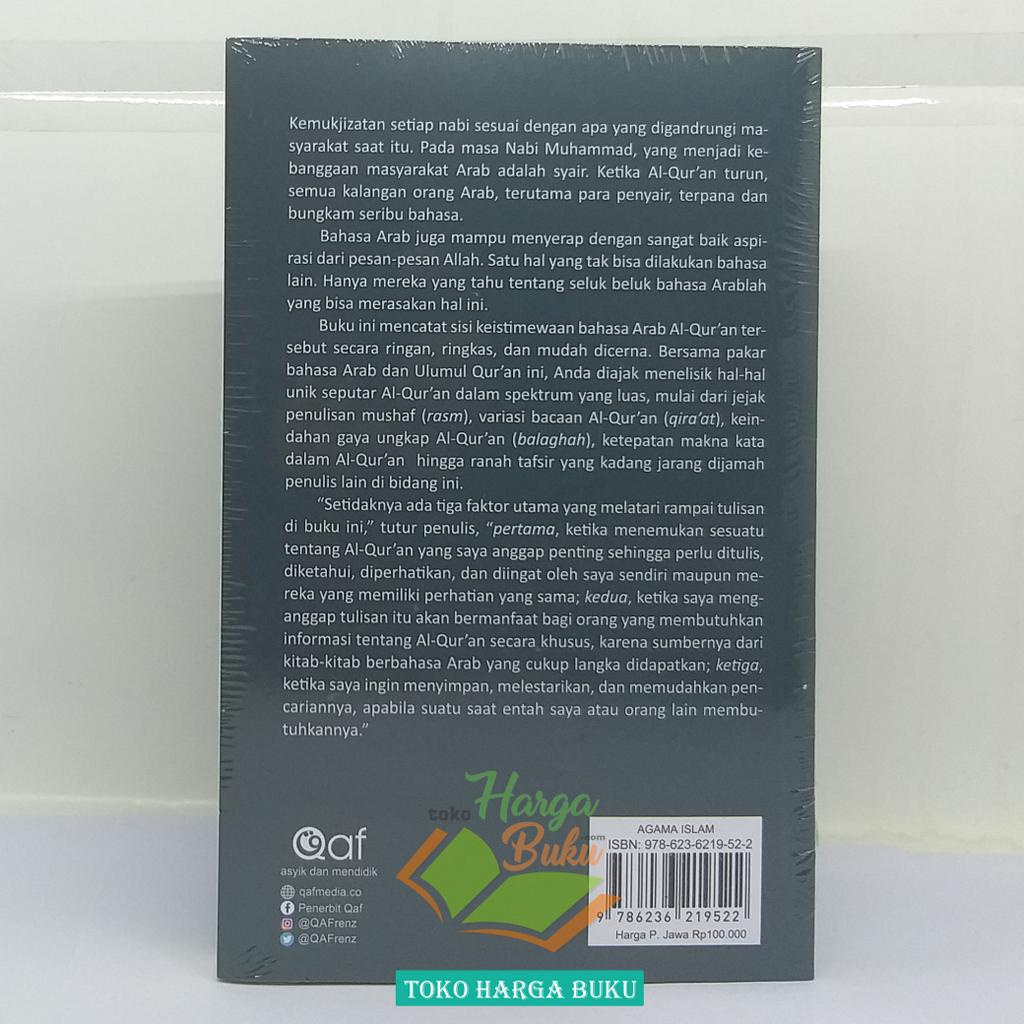 Kemukjizatan setiap nabi sesuai dengan apa yang digandrungi ma-
syarakat saat itu. Pada masa Nabi Muhammad, yang menjadi ke-
banggaan masyarakat Arab adalah syair. Ketika Al-Qur'an turun,
semua kalangan orang Arab, terutama para penyair, terpana dan
bungkam seribu bahasa.
Bahasa Arab juga mampu menyerap dengan sangat baik aspi-
rasi dari pesan-pesan Allah. Satu hal yang tak bisa dilakukan bahasa
lain. Hanya mereka yang tahu tentang seluk beluk bahasa Arablah
yang bisa merasakan hal ini.
Buku ini mencatat sisi keistimewaan bahasa Arab Al-Qur'an ter-
sebut secara ringan, ringkas, dan mudah dicerna. Bersama pakar
bahasa Arab dan Ulumul Qur'an ini, Anda diajak menelisik hal-hal
unik seputar Al-Qur'an dalam spektrum yang luas, mulai dari jejak
penulisan mushaf (rasm), variasi bacaan Al-Qur'an (qira'at), kein-
dahan gaya ungkap Al-Qur'an (balaghah), ketepatan makna kata
dalam Al-Qur'an hingga ranah tafsir yang kadang jarang dijamah
penulis lain di bidang ini.
"Setidaknya ada tiga faktor utama yang melatari rampai tulisan
di buku ini," tutur penulis, "pertama, ketika menemukan sesuatu
tentang Al-Qur'an yang saya anggap penting sehingga perlu ditulis,
diketahui, diperhatikan, dan diingat oleh saya sendiri maupun me-
reka yang memiliki perhatian yang sama; kedua, ketika saya meng-
anggap tulisan itu akan bermanfaat bagi orang yang membutuhkan
informasi tentang Al-Qur'an secara khusus, karena sumbernya dari
kitab-kitab berbahasa Arab yang cukup langka didapatkan; ketiga,
ketika saya ingin menyimpan, melestarikan, dan memudahkan pen-
cariannya, apabila suatu saat entah saya atau orang lain membu-
tuhkannya."
toko Harga
Buku.com
Qaf
asyik dan mendidik
qafmedia.co
Penerbit Qaf
@QAFrenz
@QAFrenz
AGAMA ISLAM
ISBN: 978-623-6219-52-2
9 786236 219522
Harga P. Jawa Rp100.000
TOKO HARGA BUKU